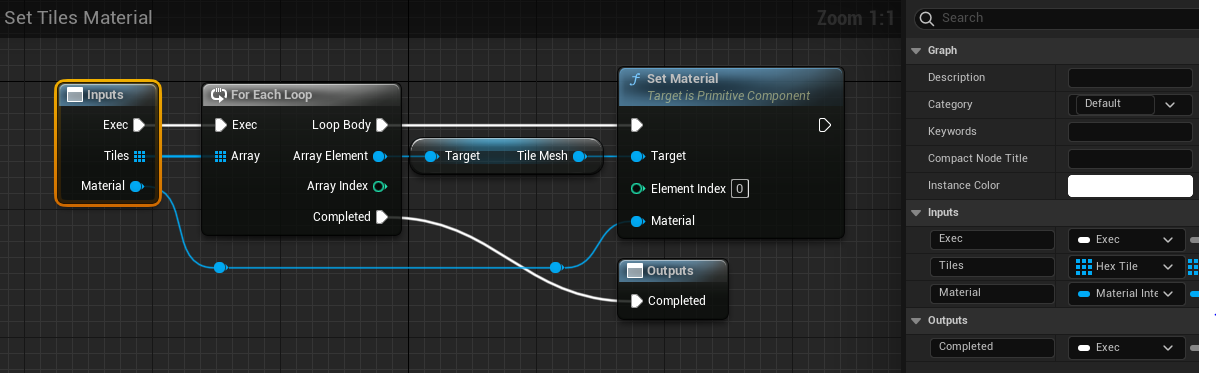 Set Tiles Material
Zoom 1:1
Inputs
Exec
Tiles
Material
For Each Loop
Exec
Loop Body
Array
Array Element
Array Index
Completed
Target
Tile Mesh
Set Material
Target is Primitive Component
Target
Element Index 0
Material
Outputs
Completed
Search
Graph
Description
Category
Default
Keywords
Compact Node Title
Instance Color
Inputs
Exec
Exec
Tiles
Hex Tile
Material
Material Inte
Outputs
Completed
Exec